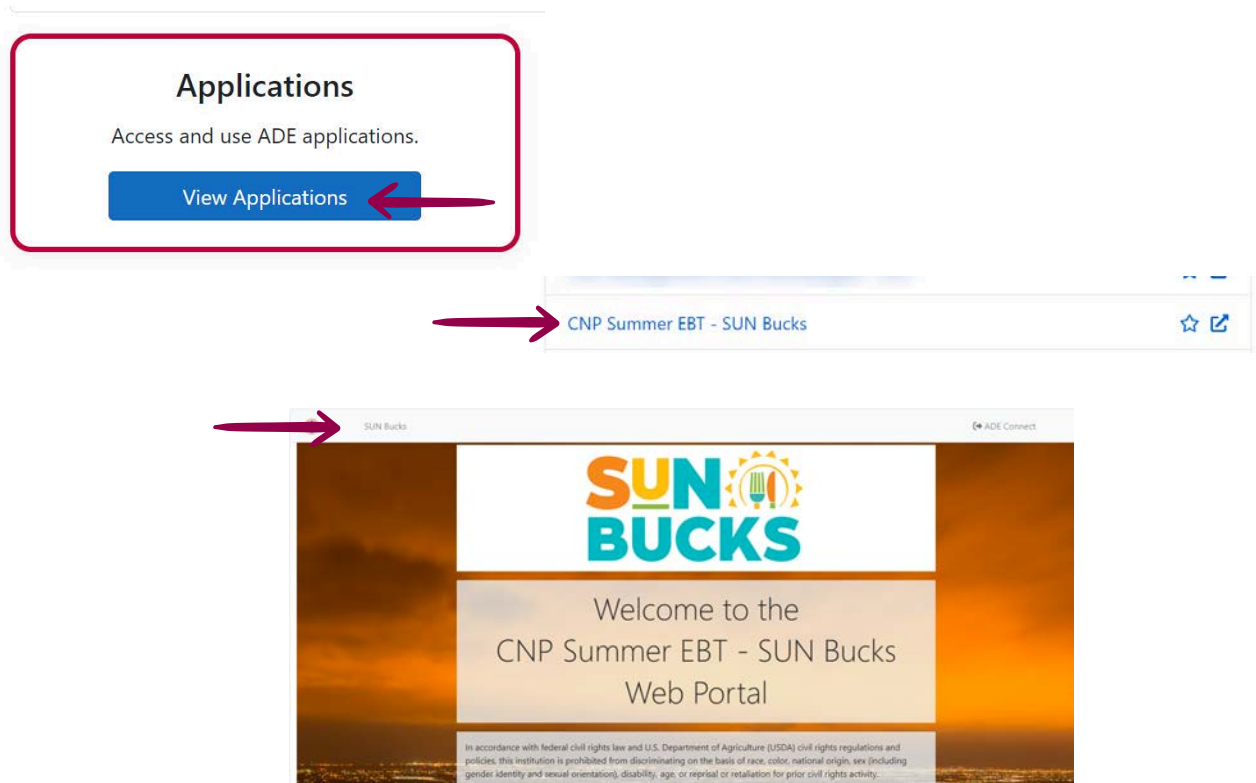 Applications
Access and use ADE applications.
View Applications
CNP Summer EBT - SUN Bucks
SUN Bucks
ADE Connect
SUN
BUCKS
Welcome to the
CNP Summer EBT - SUN Bucks
Web Portal
In accordance with federal civil rights law and U.S. Department of Agriculture (USDA) civil rights regulations and
policies, this institution is prohibited from discriminating on the basis of race, color, national origin, sex (including
gender identity and sexual orientation), disability, age, or reprisal or retaliation for prior civil rights activity.